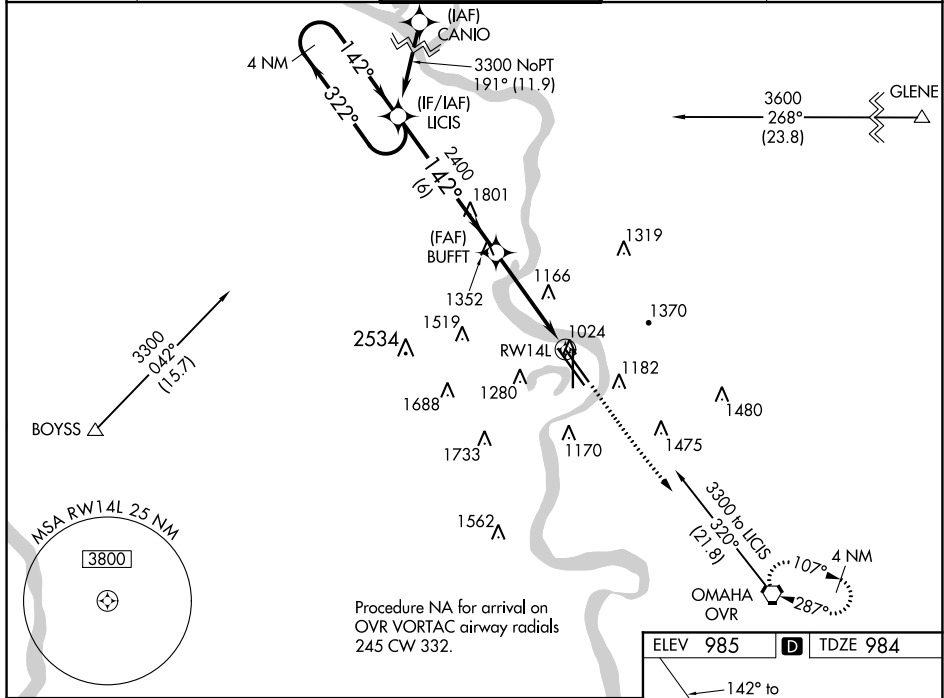 (IAF)
CANIO
4 NM
142°
322°
3300 NoPT
191° (11.9)
(IF/IAF)
LICIS
3600
268°
(23.8)
GLENE
2400
142°
(6)
1801
(FAF)
BUFFT
1319
1352
1166
1370
1519
2534
1024
RW14L
1182
1280
1688
1480
3300
042°
(15.7)
BOYSS
1733
1170
1475
1562
3300 to LICIS
320°
(21.8)
4 NM
107°
287°
OMAHA
OVR
MSA RW14L 25 NM
3800
Procedure NA for arrival on
OVR VORTAC airway radials
245 CW 332.
ELEV 985 D TDZE 984
142° to